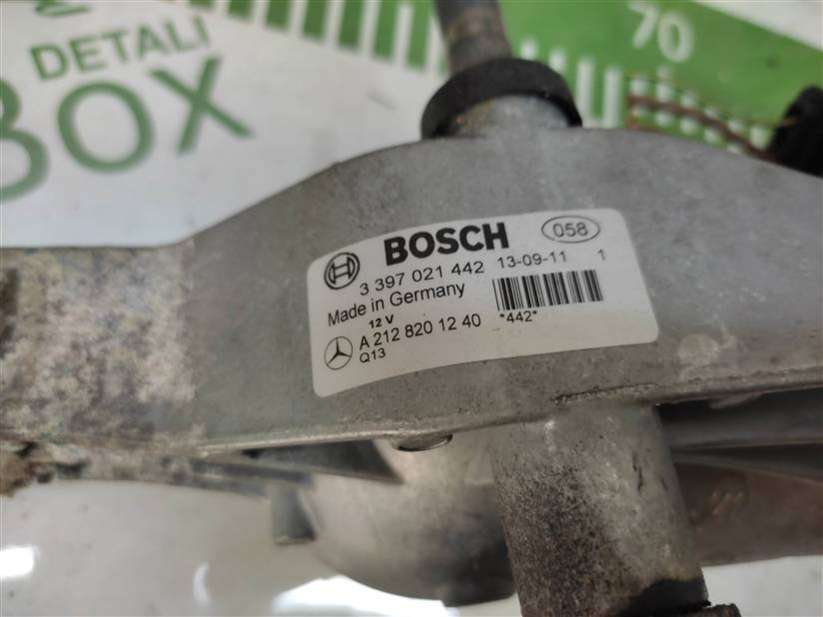 DETALI
BOX
70
BOSCH 058
3 397 021 442 13-09-11 1
Made in Germany
12 V
"442"
A 212 820 12 40
Q13